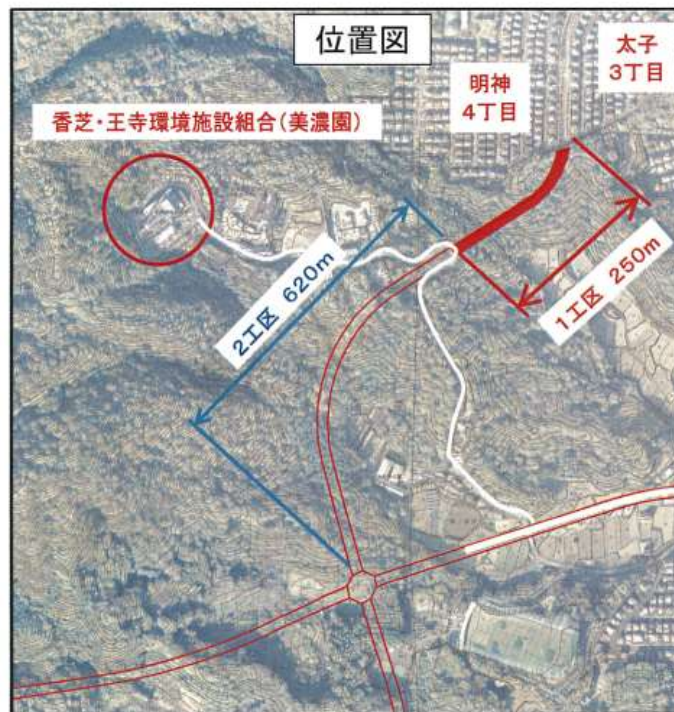 位置図
太子
3丁目
明神
4丁目
香芝・王寺環境施設組合(美濃園)
2工区 620m
1工区 250m